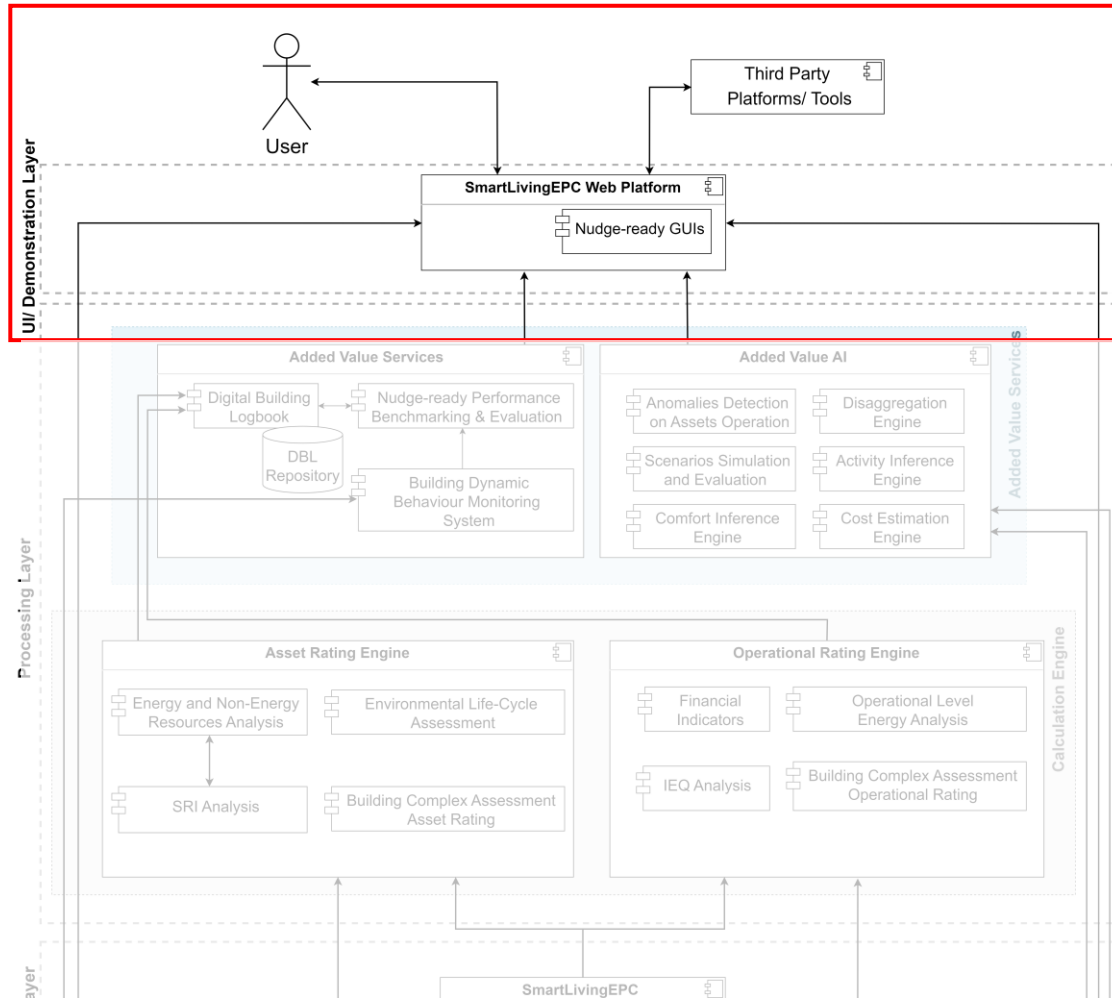 User
Third Party
Platforms/ Tools
UI/ Demonstration Layer
SmartLivingEPC Web Platform
Nudge-ready GUIs
Processing Layer
Added Value Services
Added Value Services
Digital Building
Logbook
DBL
Repository
Nudge-ready Performance
Benchmarking & Evaluation
Building Dynamic
Behaviour Monitoring
System
Added Value AI
Anomalies Detection
on Assets Operation
Disaggregation
Engine
Scenarios Simulation
and Evaluation
Activity Inference
Engine
Comfort Inference
Engine
Cost Estimation
Engine
Calculation Engine
Asset Rating Engine
Energy and Non-Energy
Resources Analysis
Environmental Life-Cycle
Assessment
SRI Analysis
Building Complex Assessment
Asset Rating
Operational Rating Engine
Financial
Indicators
Operational Level
Energy Analysis
IEQ Analysis
Building Complex Assessment
Operational Rating
SmartLivingEPC